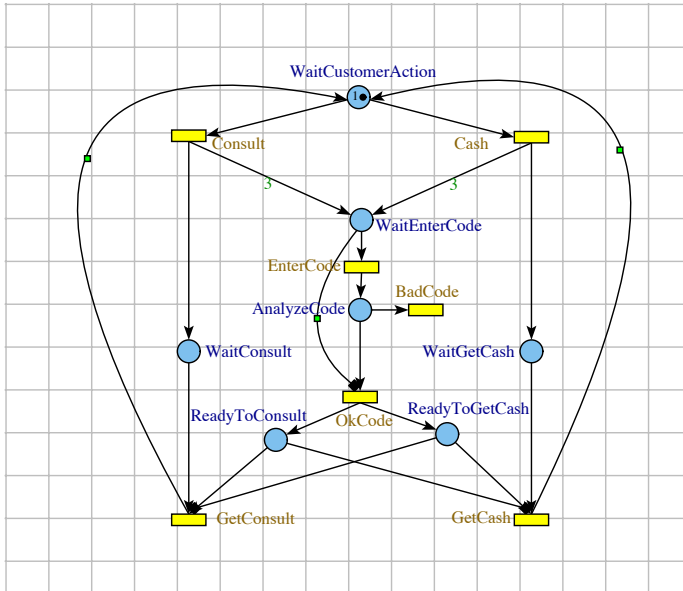 WaitCustomerAction
1
Consult
Cash
3
3
WaitEnterCode
EnterCode
BadCode
AnalyzeCode
WaitConsult
WaitGetCash
ReadyToConsult
ReadyToGetCash
OkCode
GetConsult
GetCash